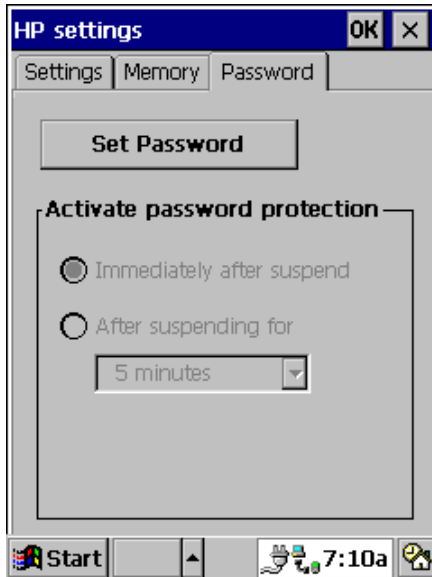 HP settings OK ×
Settings Memory Password
Set Password
Activate password protection
Immediately after suspend
After suspending for
5 minutes
Start 7:10a